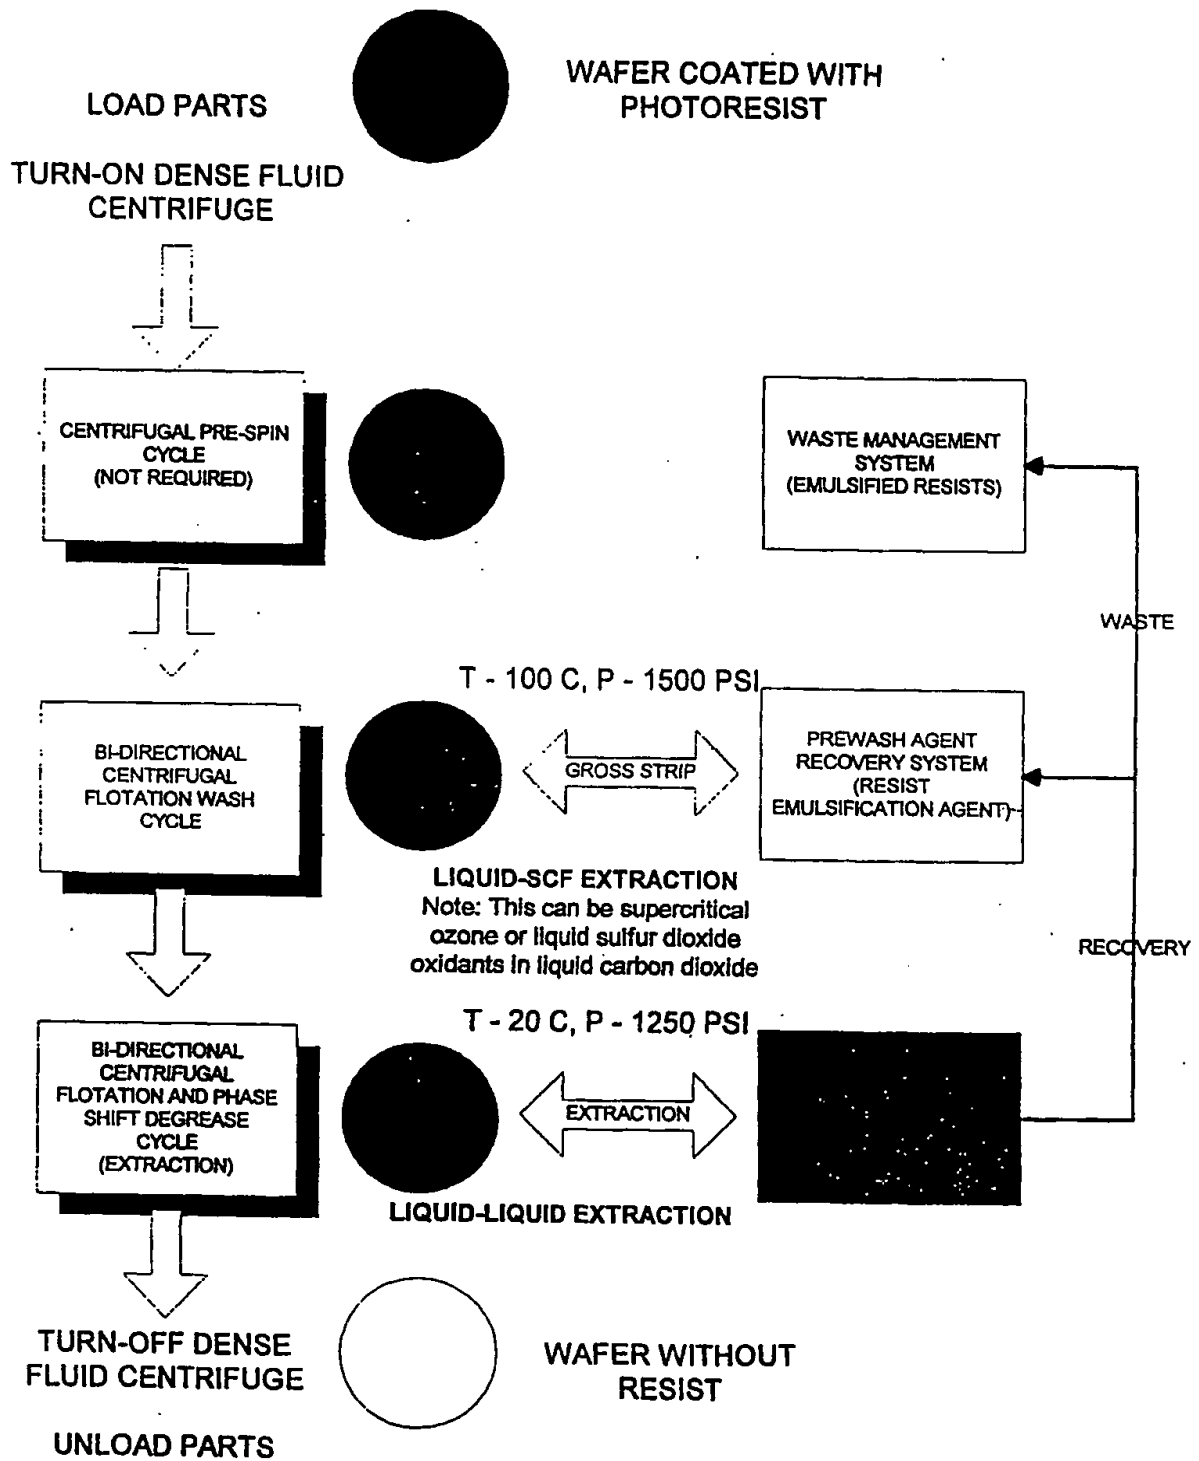 LOAD PARTS
WAFER COATED WITH
PHOTORESIST
TURN-ON DENSE FLUID
CENTRIFUGE
CENTRIFUGAL PRE-SPIN
CYCLE
(NOT REQUIRED)
WASTE MANAGEMENT
SYSTEM
(EMULSIFIED RESISTS)
WASTE
T - 100 C, P - 1500 PSI
BI-DIRECTIONAL
CENTRIFUGAL
FLOTATION WASH
CYCLE
GROSS STRIP
PREWASH AGENT
RECOVERY SYSTEM
(RESIST
EMULSIFICATION AGENT)
LIQUID-SCF EXTRACTION
Note: This can be supercritical
ozone or liquid sulfur dioxide
oxidants in liquid carbon dioxide
RECOVERY
T - 20 C, P - 1250 PSI
BI-DIRECTIONAL
CENTRIFUGAL
FLOTATION AND PHASE
SHIFT DEGREASE
CYCLE
(EXTRACTION)
EXTRACTION
LIQUID-LIQUID EXTRACTION
TURN-OFF DENSE
FLUID CENTRIFUGE
WAFER WITHOUT
RESIST
UNLOAD PARTS